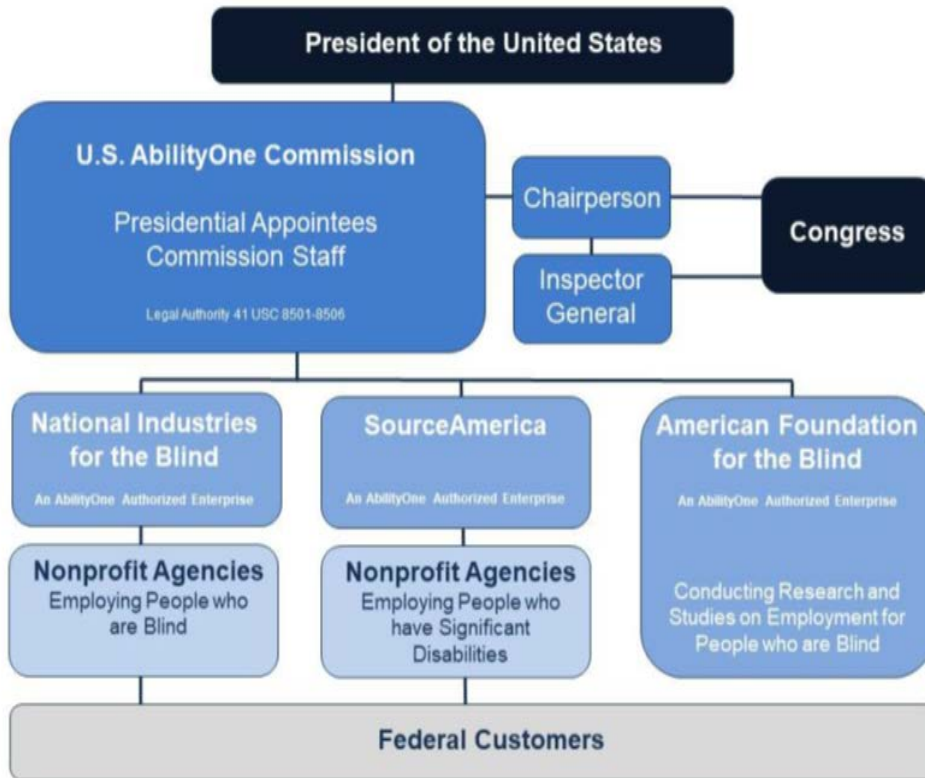 President of the United States
U.S. AbilityOne Commission
Presidential Appointees
Commission Staff
Legal Authority 41 USC 8501-8506
Chairperson
Inspector
General
Congress
National Industries
for the Blind
An AbilityOne Authorized Enterprise
SourceAmerica
An AbilityOne Authorized Enterprise
American Foundation
for the Blind
An AbilityOne Authorized Enterprise
Conducting Research and
Studies on Employment for
People who are Blind
Nonprofit Agencies
Employing People who
are Blind
Nonprofit Agencies
Employing People who
have Significant
Disabilities
Federal Customers